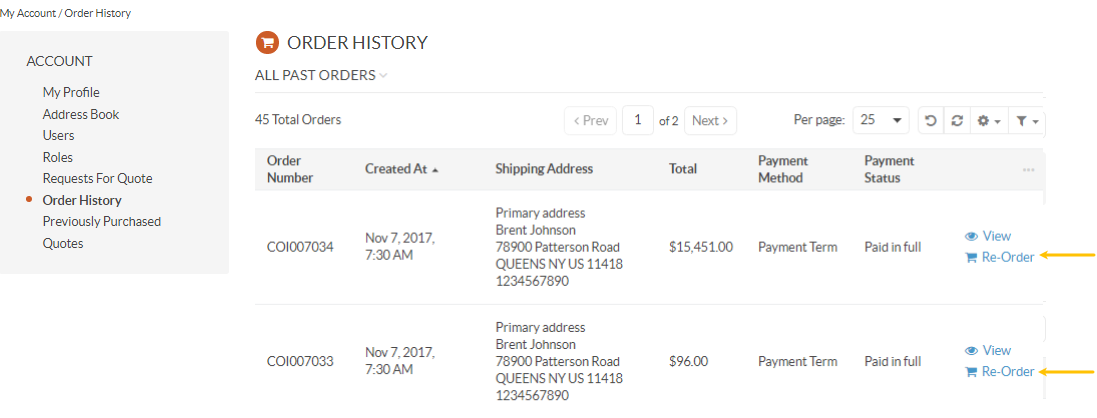 My Account / Order History
ACCOUNT
My Profile
Address Book
Users
Roles
Requests For Quote
Order History
Previously Purchased
Quotes
ORDER HISTORY
ALL PAST ORDERS
45 Total Orders
< Prev 1 of 2 Next >
Per page: 25
Order Number Created At Shipping Address Total Payment Method Payment Status ...
COI007034
Nov 7, 2017,
7:30 AM
Primary address
Brent Johnson
78900 Patterson Road
QUEENS NY US 11418
1234567890
$15,451.00
Payment Term
Paid in full
View
Re-Order
COI007033
Nov 7, 2017,
7:30 AM
Primary address
Brent Johnson
78900 Patterson Road
QUEENS NY US 11418
1234567890
$96.00
Payment Term
Paid in full
View
Re-Order